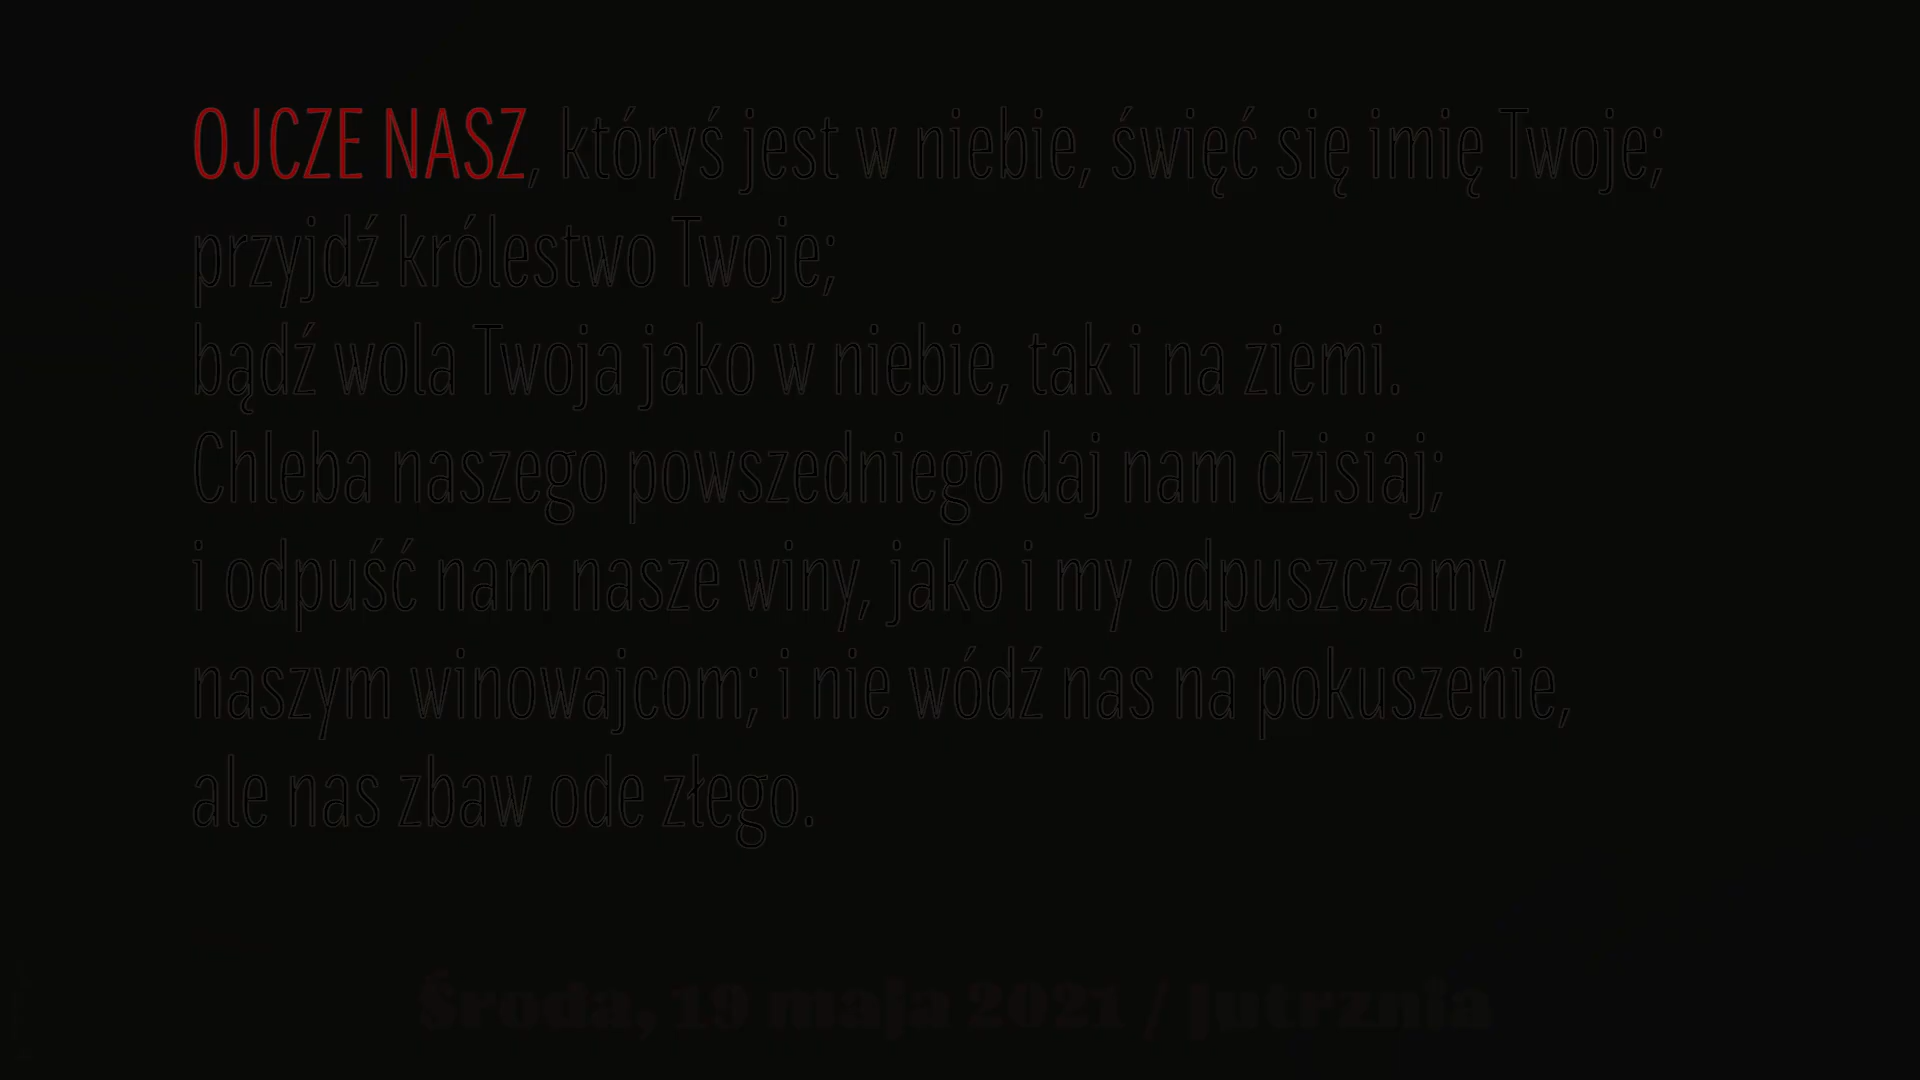 OJCZE NASZ, któryś jest w niebie, święć się imię Twoje;
przyjdź królestwo Twoje;
bądź wola Twoja jako w niebie, tak i na ziemi.
Chleba naszego powszedniego daj nam dzisiaj;
i odpuść nam nasze winy, jako i my odpuszczamy
naszym winowajcom; i nie wódź nas na pokuszenie,
ale nas zbaw ode złego.
Środa, 19 maja 2021 / Jutrznia